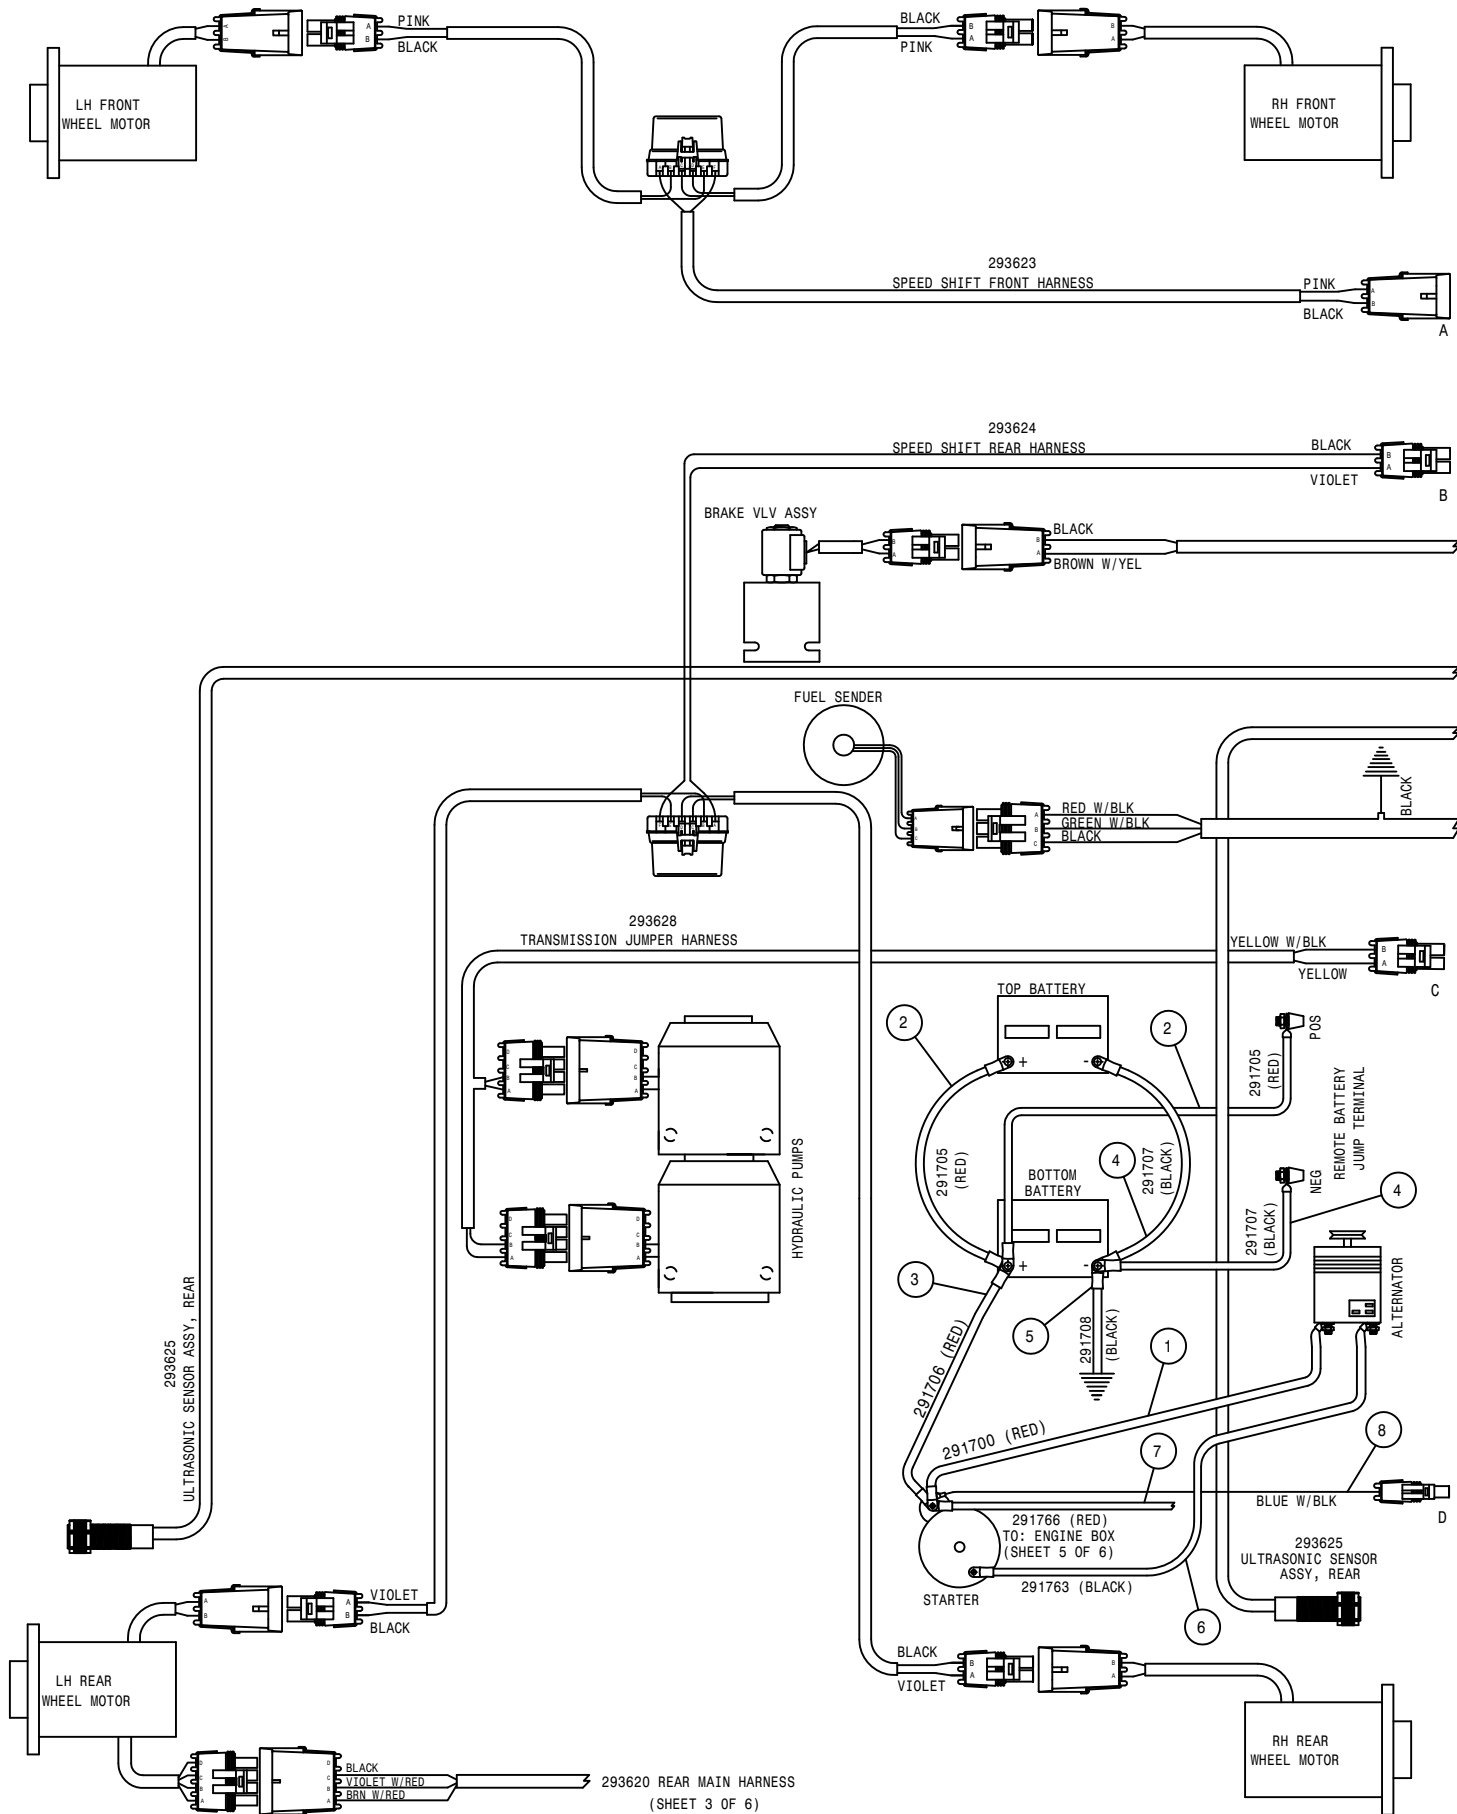 PINK
BLACK
BLACK
PINK
LH FRONT
WHEEL MOTOR
RH FRONT
WHEEL MOTOR
293623
SPEED SHIFT FRONT HARNESS
PINK
BLACK
A
293624
SPEED SHIFT REAR HARNESS
BLACK
VIOLET
B
BRAKE VLV ASSY
BLACK
BROWN W/YEL
FUEL SENDER
RED W/BLK
GREEN W/BLK
BLACK
BLACK
293628
TRANSMISSION JUMPER HARNESS
YELLOW W/BLK
YELLOW
C
TOP BATTERY
+ -
2
2
POS
291705
(RED)
REMOTE BATTERY
JUMP TERMINAL
NEG
291705
(RED)
4
291707
(BLACK)
BOTTOM
BATTERY
+ -
HYDRAULIC PUMPS
291707
(BLACK)
4
3
5
291708
(BLACK)
1
ALTERNATOR
293625
ULTRASONIC SENSOR ASSY, REAR
291706 (RED)
291700 (RED)
7
8
BLUE W/BLK
D
291766 (RED)
TO: ENGINE BOX
(SHEET 5 OF 6)
291763 (BLACK)
STARTER
293625
ULTRASONIC SENSOR
ASSY, REAR
6
VIOLET
BLACK
BLACK
VIOLET
LH REAR
WHEEL MOTOR
RH REAR
WHEEL MOTOR
BLACK
VIOLET W/RED
BRN W/RED
293620 REAR MAIN HARNESS
(SHEET 3 OF 6)